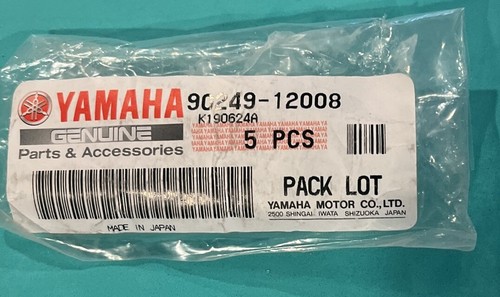 YAMAHA 90249-12008
K190624A
GENUINE
Parts & Accessories
5 PCS
PACK LOT
YAMAHA MOTOR CO.,LTD.
2500 SHINGAI IWATA SHIZUOKA JAPAN
MADE IN JAPAN